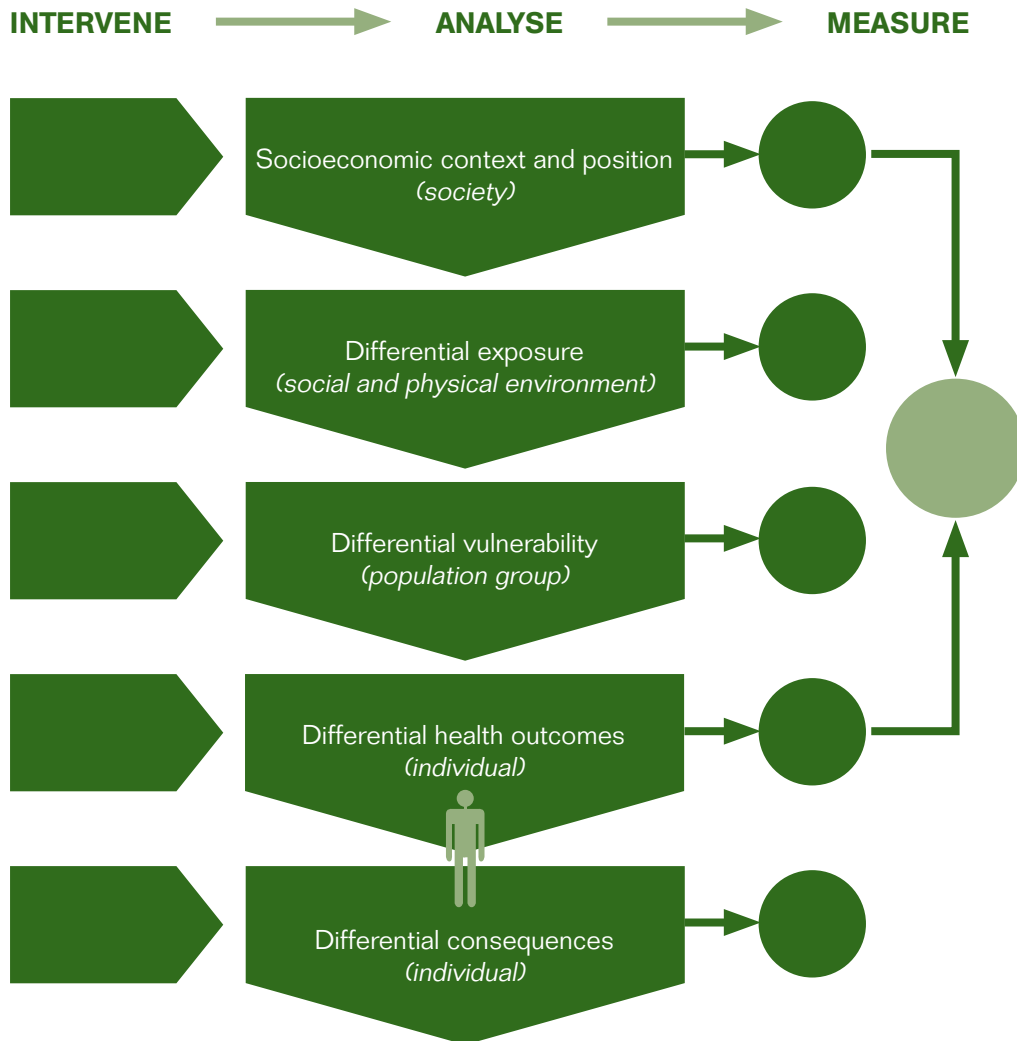 INTERVENE ANALYSE MEASURE
Socioeconomic context and position
(society)
Differential exposure
(social and physical environment)
Differential vulnerability
(population group)
Differential health outcomes
(individual)
Differential consequences
(individual)